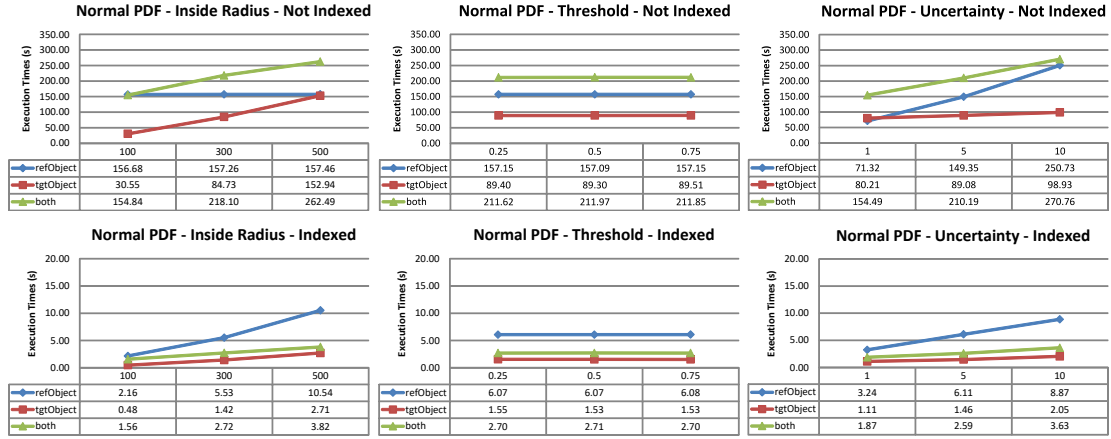 Normal PDF - Inside Radius - Not Indexed
Execution Times (s)
350.00
300.00
250.00
200.00
150.00
100.00
50.00
0.00
100 300 500
refObject 156.68 157.26 157.46
tgtObject 30.55 84.73 152.94
both 154.84 218.10 262.49
Normal PDF - Threshold - Not Indexed
Execution Times (s)
350.00
300.00
250.00
200.00
150.00
100.00
50.00
0.00
0.25 0.5 0.75
refObject 157.15 157.09 157.15
tgtObject 89.40 89.30 89.51
both 211.62 211.97 211.85
Normal PDF - Uncertainty - Not Indexed
Execution Times (s)
350.00
300.00
250.00
200.00
150.00
100.00
50.00
0.00
1 5 10
refObject 71.32 149.35 250.73
tgtObject 80.21 89.08 98.93
both 154.49 210.19 270.76
Normal PDF - Inside Radius - Indexed
Execution Times (s)
20.00
15.00
10.00
5.00
0.00
100 300 500
refObject 2.16 5.53 10.54
tgtObject 0.48 1.42 2.71
both 1.56 2.72 3.82
Normal PDF - Threshold - Indexed
Execution Times (s)
20.00
15.00
10.00
5.00
0.00
0.25 0.5 0.75
refObject 6.07 6.07 6.08
tgtObject 1.55 1.53 1.53
both 2.70 2.71 2.70
Normal PDF - Uncertainty - Indexed
Execution Times (s)
20.00
15.00
10.00
5.00
0.00
1 5 10
refObject 3.24 6.11 8.87
tgtObject 1.11 1.46 2.05
both 1.87 2.59 3.63